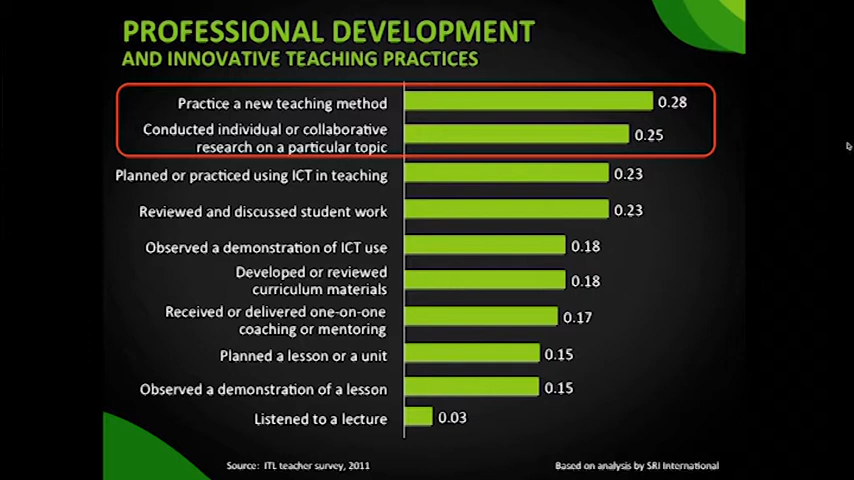 PROFESSIONAL DEVELOPMENT
AND INNOVATIVE TEACHING PRACTICES
Practice a new teaching method 0.28
Conducted individual or collaborative
research on a particular topic 0.25
Planned or practiced using ICT in teaching 0.23
Reviewed and discussed student work 0.23
Observed a demonstration of ICT use 0.18
Developed or reviewed
curriculum materials 0.18
Received or delivered one-on-one
coaching or mentoring 0.17
Planned a lesson or a unit 0.15
Observed a demonstration of a lesson 0.15
Listened to a lecture 0.03
Source: ITL teacher survey, 2011 Based on analysis by SRI International